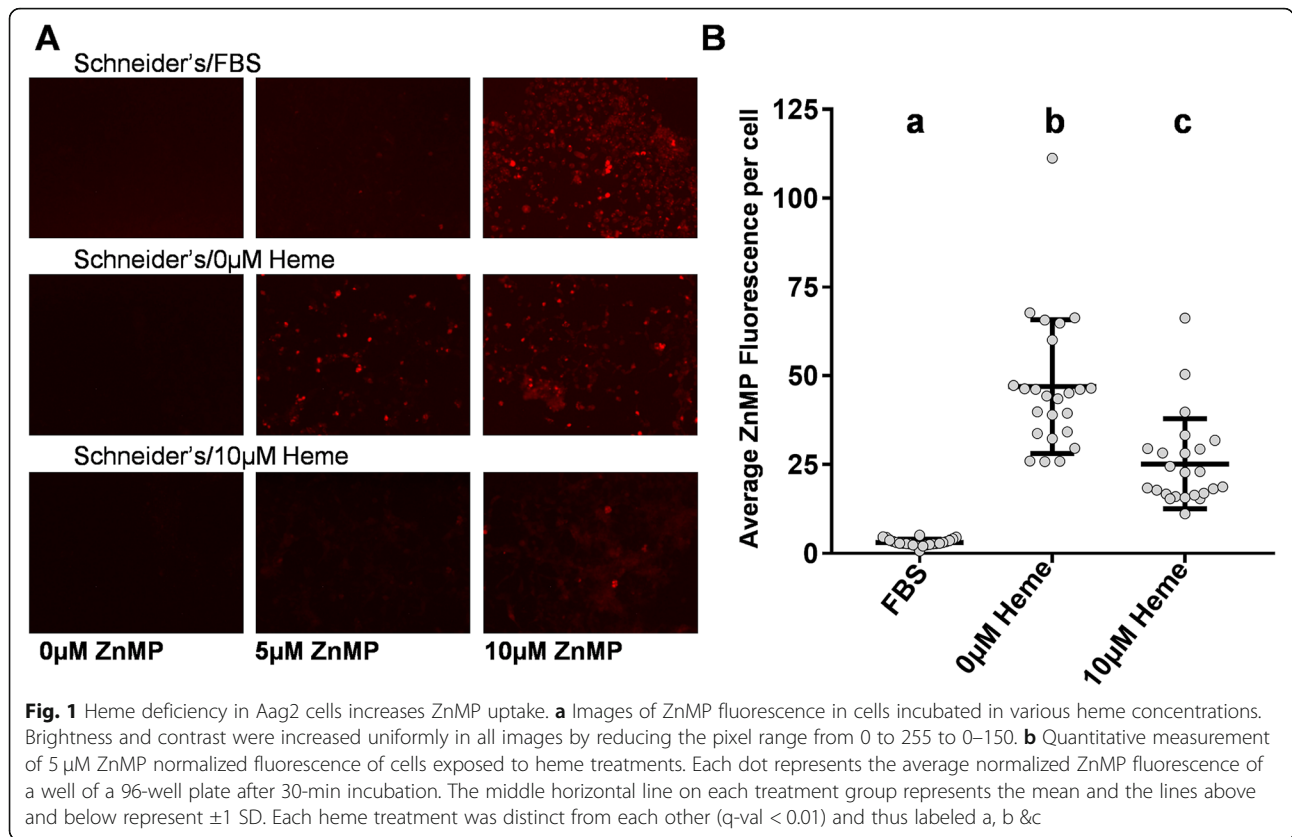 A
Schneider's/FBS
Schneider's/0µM Heme
Schneider's/10µM Heme
0µM ZnMP
5µM ZnMP
10µM ZnMP
B
Average ZnMP Fluorescence per cell
125
100
75
50
25
0
a
b
c
FBS
0µM Heme
10µM Heme
Fig. 1 Heme deficiency in Aag2 cells increases ZnMP uptake. a Images of ZnMP fluorescence in cells incubated in various heme concentrations.
Brightness and contrast were increased uniformly in all images by reducing the pixel range from 0 to 255 to 0–150. b Quantitative measurement
of 5 µM ZnMP normalized fluorescence of cells exposed to heme treatments. Each dot represents the average normalized ZnMP fluorescence of
a well of a 96-well plate after 30-min incubation. The middle horizontal line on each treatment group represents the mean and the lines above
and below represent ±1 SD. Each heme treatment was distinct from each other (q-val < 0.01) and thus labeled a, b &c